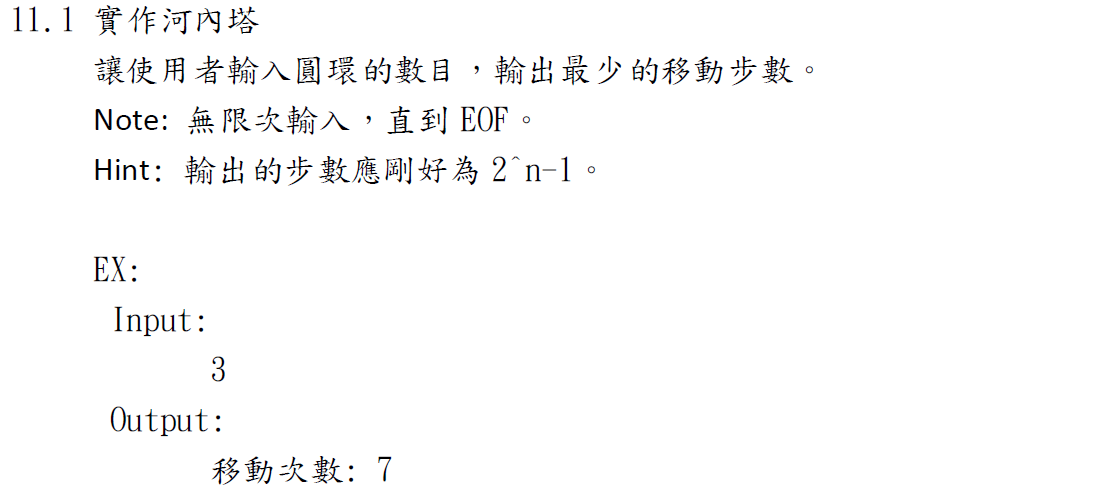 11.1 實作河內塔
讓使用者輸入圓環的數目，輸出最少的移動步數。
Note: 無限次輸入，直到 EOF。
Hint: 輸出的步數應剛好為 2^n-1。
EX:
Input:
3
Output:
移動次數: 7